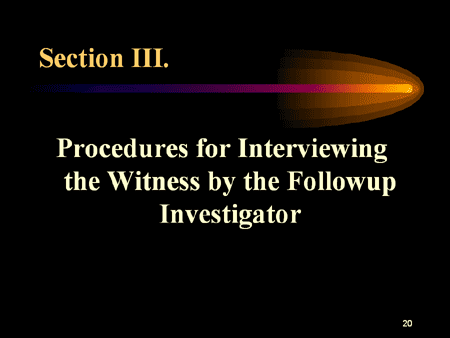 Section III.
Procedures for Interviewing
the Witness by the Followup
Investigator
20